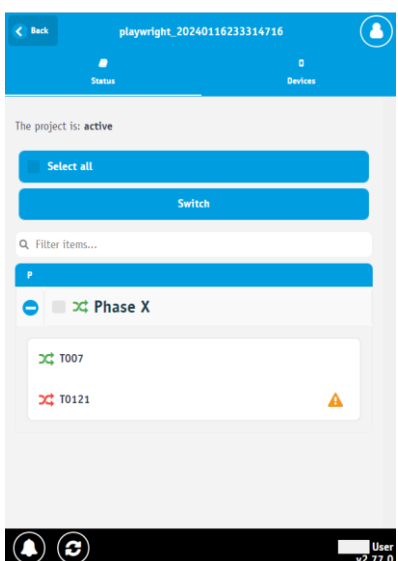 Back
playwright_20240116233314716
Status
Devices
The project is: active
Select all
Switch
Filter items...
P
Phase X
T007
T0121
User
v2.77.0